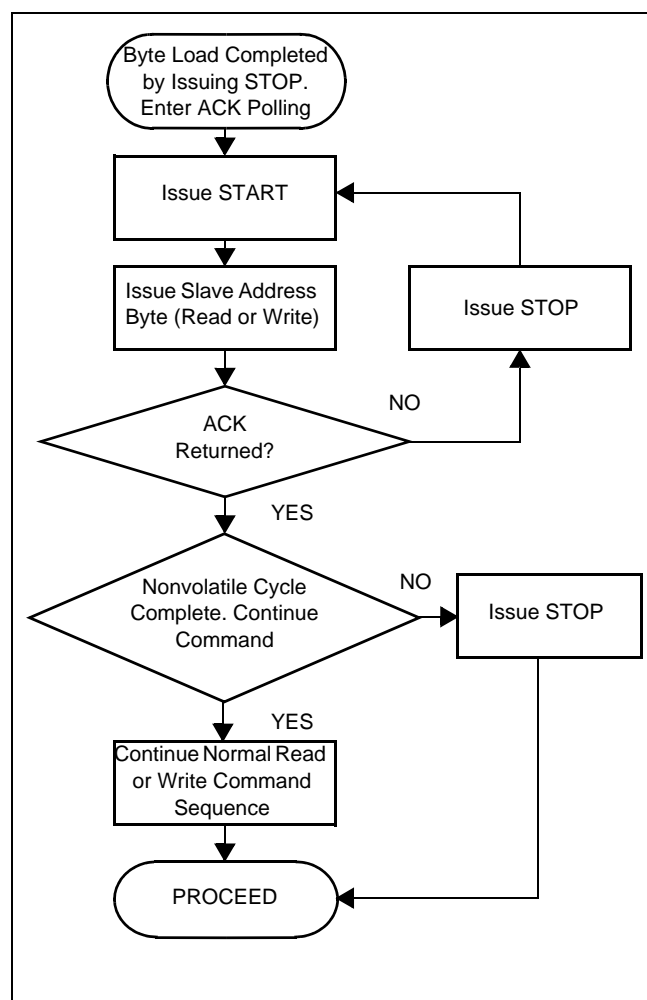 Byte Load Completed
by Issuing STOP.
Enter ACK Polling
Issue START
Issue Slave Address
Byte (Read or Write)
Issue STOP
NO
ACK
Returned?
YES
NO
Nonvolatile Cycle
Complete. Continue
Command
Issue STOP
YES
Continue Normal Read
or Write Command
Sequence
PROCEED